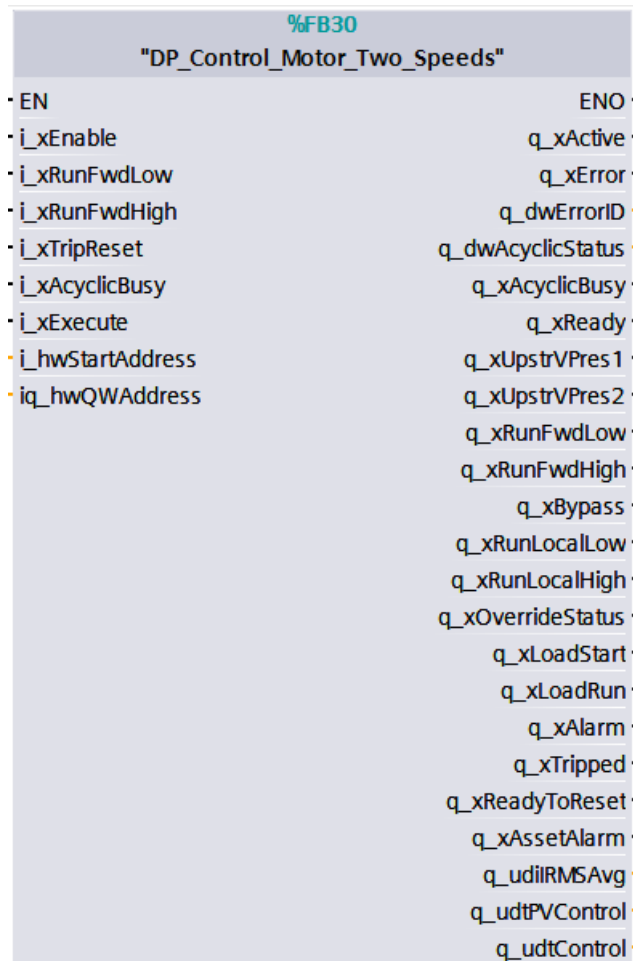 %FB30
"DP_Control_Motor_Two_Speeds"
EN ENO
i_xEnable q_xActive
i_xRunFwdLow q_xError
i_xRunFwdHigh q_dwErrorID
i_xTripReset q_dwAcyclicStatus
i_xAcyclicBusy q_xAcyclicBusy
i_xExecute q_xReady
i_hwStartAddress q_xUpstrVPres1
iq_hwQWAddress q_xUpstrVPres2
q_xRunFwdLow
q_xRunFwdHigh
q_xBypass
q_xRunLocalLow
q_xRunLocalHigh
q_xOverrideStatus
q_xLoadStart
q_xLoadRun
q_xAlarm
q_xTripped
q_xReadyToReset
q_xAssetAlarm
q_udiIRMSAvg
q_udtPVControl
q_udtControl